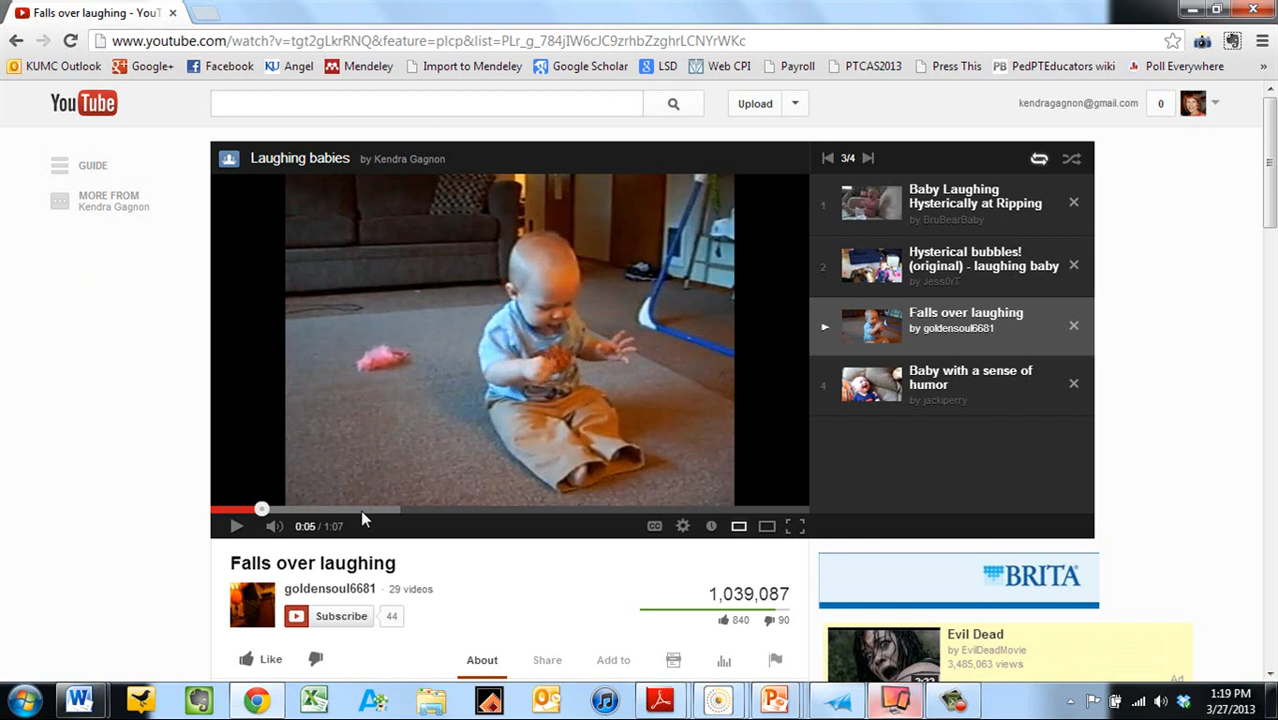 Falls over laughing - YouT
www.youtube.com/watch?v=tgt2gLkrRNQ&feature=plcp&list=PLr_g_784jIW6cJC9zrhbZzghrLCNYrWKc
KUMC Outlook Google+ Facebook Angel Mendeley Import to Mendeley Google Scholar LSD Web CPI Payroll PTCAS2013 Press This PedPTEducators wiki Poll Everywhere »
YouTube Upload kendragagnon@gmail.com 0
GUIDE
MORE FROM
Kendra Gagnon
Laughing babies by Kendra Gagnon
3/4
1 Baby Laughing
Hysterically at Ripping
by BruBearBaby
2 Hysterical bubbles!
(original) - laughing baby
by Jess0rT
Falls over laughing
by goldensoul6681
4 Baby with a sense of
humor
by jackiperry
0:05 / 1:07 CC
Falls over laughing
goldensoul6681 · 29 videos
Subscribe 44
1,039,087
840 90
Like About Share Add to
BRITA
Evil Dead
by EvilDeadMovie
3,485,063 views
Ad
1:19 PM
3/27/2013